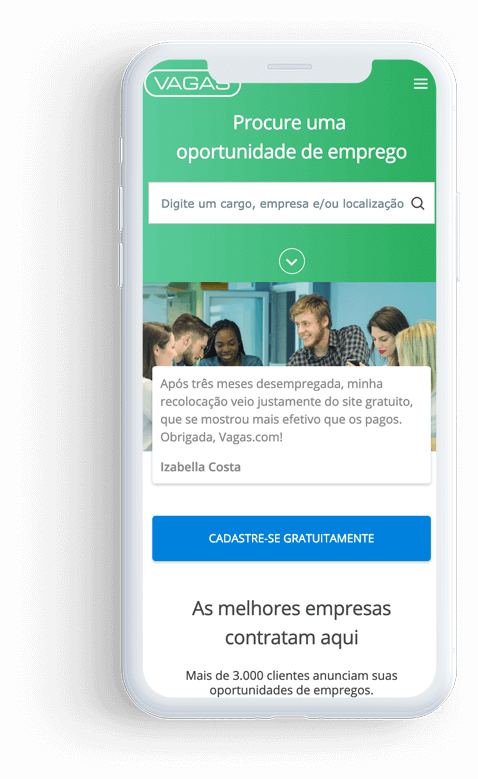 VAGAS
Procure uma
oportunidade de emprego
Digite um cargo, empresa e/ou localização
Após três meses desempregada, minha
recolocação veio justamente do site gratuito,
que se mostrou mais efetivo que os pagos.
Obrigada, Vagas.com!
Izabella Costa
CADASTRE-SE GRATUITAMENTE
As melhores empresas
contratam aqui
Mais de 3.000 clientes anunciam suas
oportunidades de empregos.